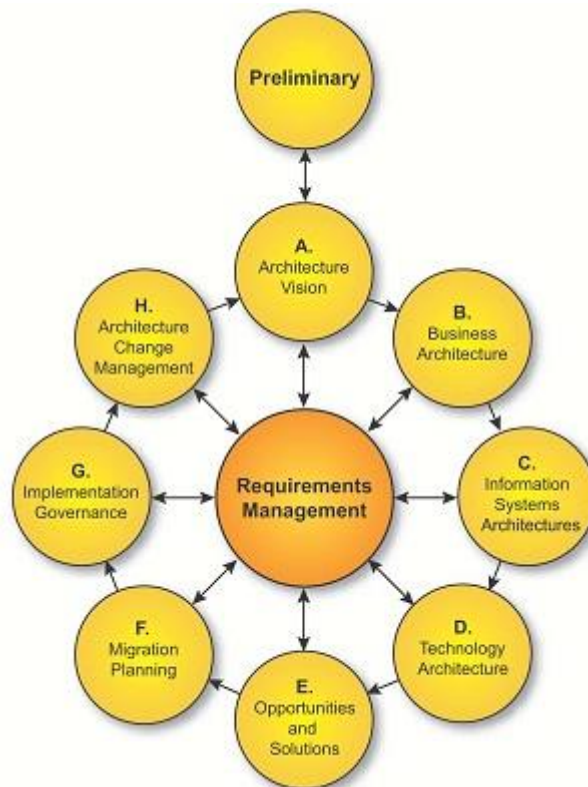 Preliminary
A.
Architecture
Vision
H.
Architecture
Change
Management
B.
Business
Architecture
G.
Implementation
Governance
Requirements
Management
C.
Information
Systems
Architectures
F.
Migration
Planning
D.
Technology
Architecture
E.
Opportunities
and
Solutions